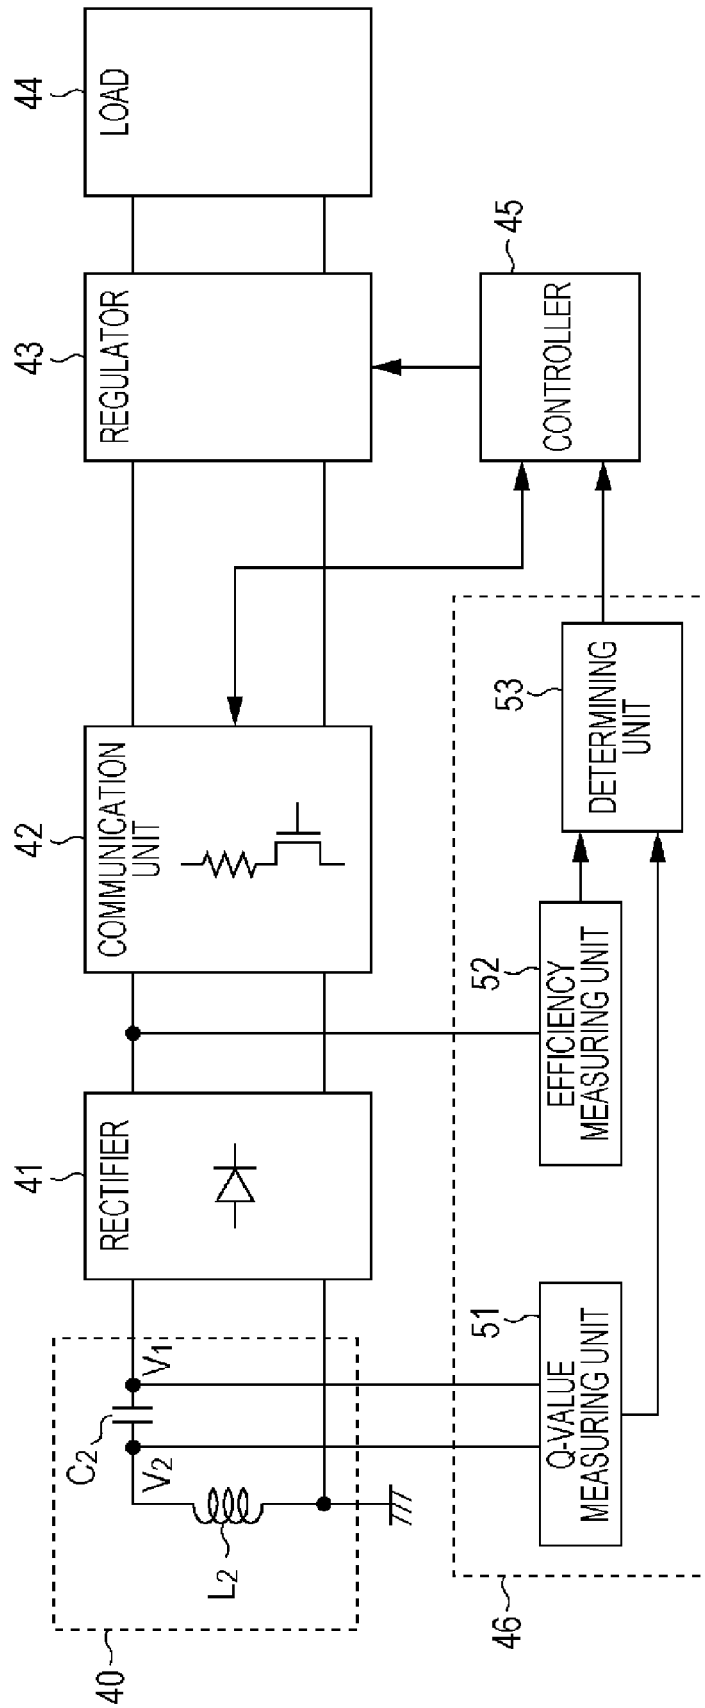 40
C2
V1
V2
L2
41
RECTIFIER
42
COMMUNICATION
UNIT
43
REGULATOR
44
LOAD
45
CONTROLLER
46
51
Q-VALUE
MEASURING UNIT
52
EFFICIENCY
MEASURING UNIT
53
DETERMINING
UNIT